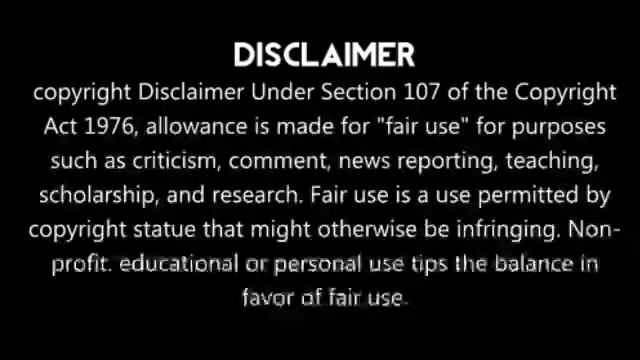 DISCLAIMER
copyright Disclaimer Under Section 107 of the Copyright
Act 1976, allowance is made for "fair use" for purposes
such as criticism, comment, news reporting, teaching,
scholarship, and research. Fair use is a use permitted by
copyright statue that might otherwise be infringing. Non-
profit. educational or personal use tips the balance in
favor of fair use.